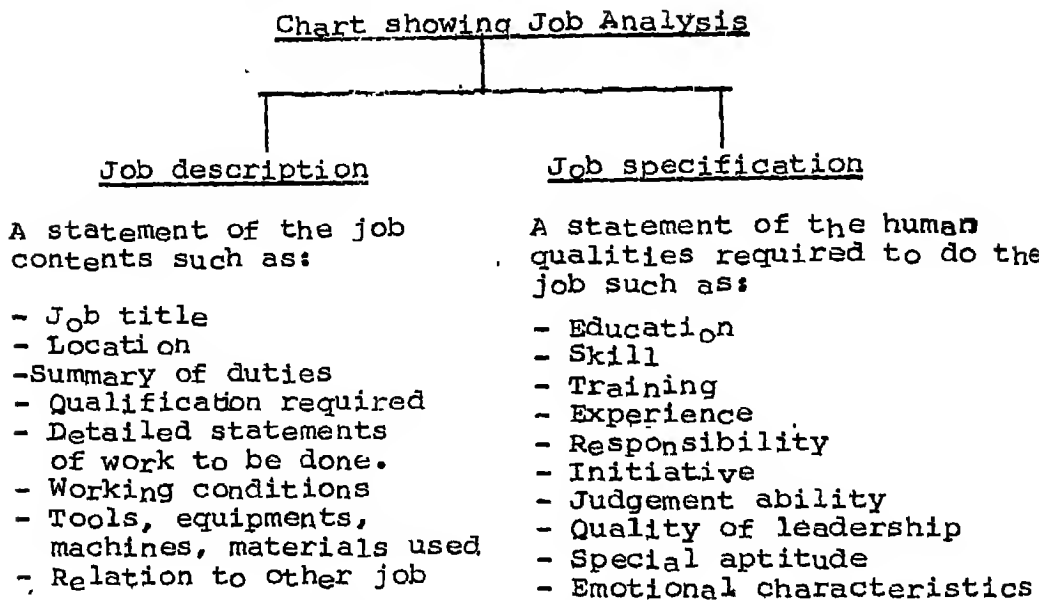 Chart showing Job Analysis
Job description
A statement of the job
contents such as:
- Job title
- Location
-Summary of duties
- Qualification required
- Detailed statements
of work to be done.
- Working conditions
- Tools, equipments,
machines, materials used
- Relation to other job
Job specification
A statement of the human
qualities required to do the
job such as:
- Education
- Skill
- Training
- Experience
- Responsibility
- Initiative
- Judgement ability
- Quality of leadership
- Special aptitude
- Emotional characteristics